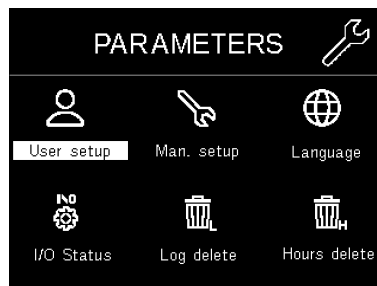 PARAMETERS
User setup
Man. setup
Language
I/O
L
H
I/O Status
Log delete
Hours delete